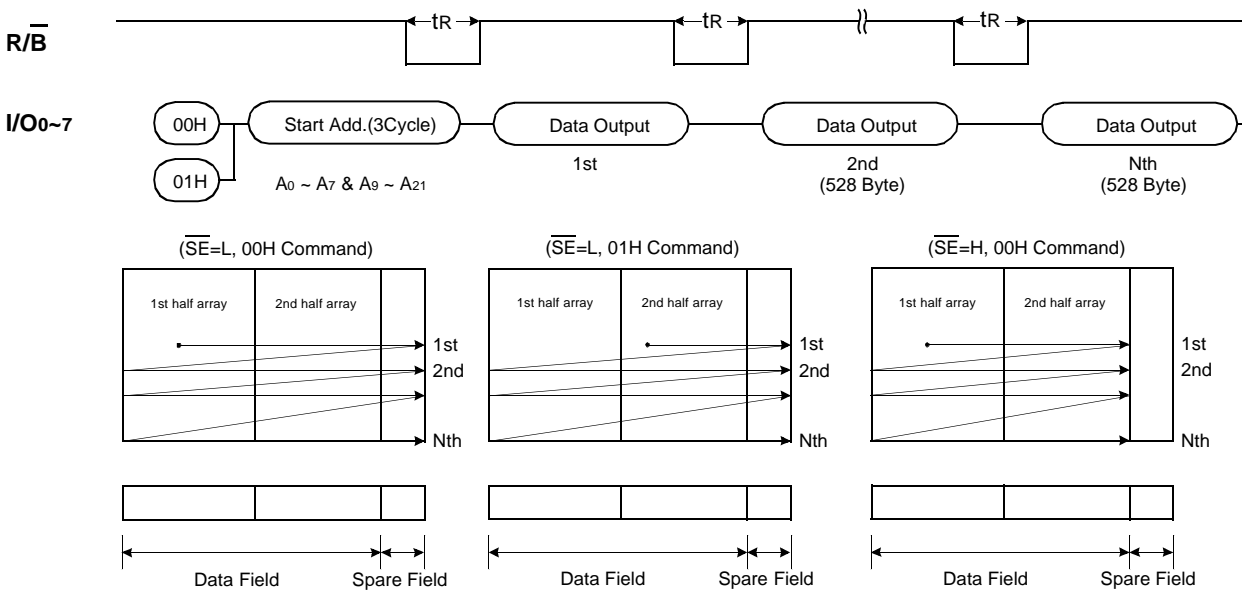 R/B
tR
tR
tR
I/O0~7
00H
Start Add.(3Cycle)
Data Output
Data Output
Data Output
01H
A0 ~ A7 & A9 ~ A21
1st
2nd
(528 Byte)
Nth
(528 Byte)
(SE=L, 00H Command)
1st half array
2nd half array
1st
2nd
Nth
Data Field
Spare Field
(SE=L, 01H Command)
1st half array
2nd half array
1st
2nd
Nth
Data Field
Spare Field
(SE=H, 00H Command)
1st half array
2nd half array
1st
2nd
Nth
Data Field
Spare Field